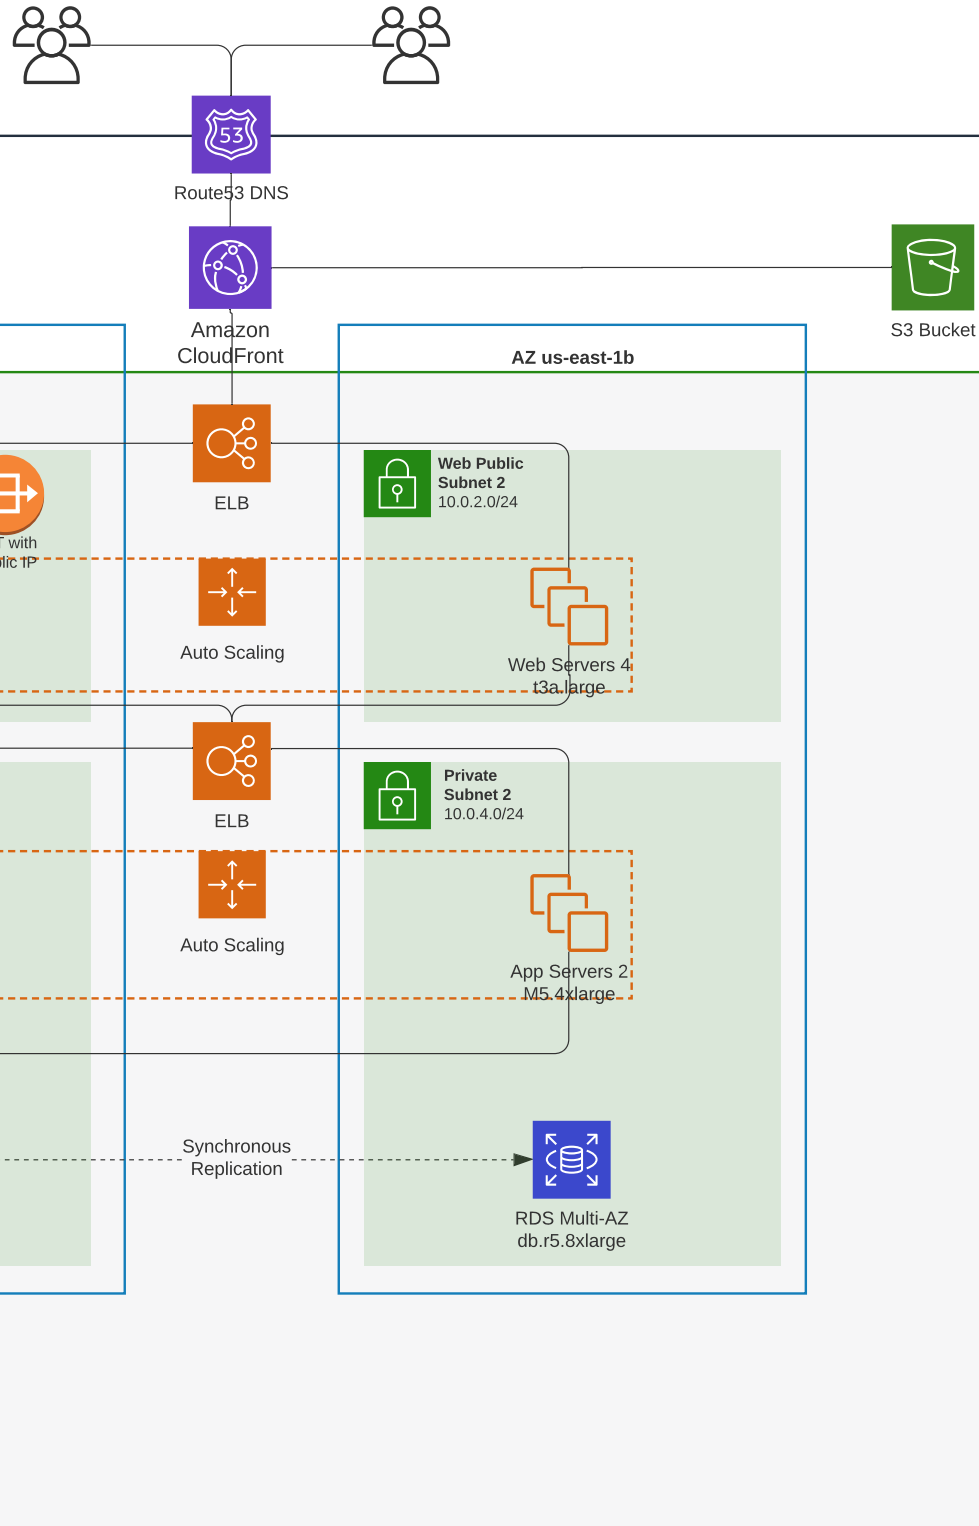 53
Route53 DNS
Amazon
CloudFront
S3 Bucket
AZ us-east-1b
ELB
Web Public
Subnet 2
10.0.2.0/24
with
IP
Auto Scaling
Web Servers 4
t3a.large
ELB
Private
Subnet 2
10.0.4.0/24
Auto Scaling
App Servers 2
M5.4xlarge
Synchronous
Replication
RDS Multi-AZ
db.r5.8xlarge